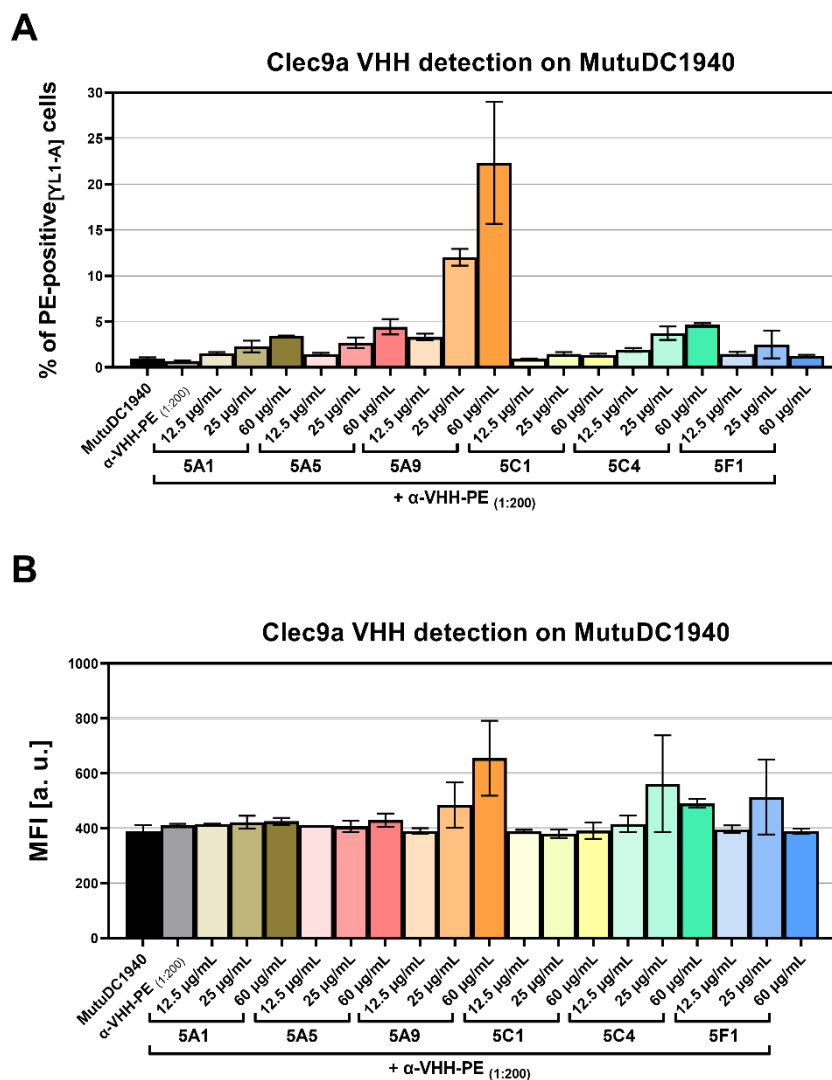 A
Clec9a VHH detection on MutuDC1940
% of PE-positive[YL1-A] cells
30
25
20
15
10
5
0
MutuDC1940
α-VHH-PE (1:200)
12.5 µg/mL
25 µg/mL
60 µg/mL
12.5 µg/mL
25 µg/mL
60 µg/mL
12.5 µg/mL
25 µg/mL
60 µg/mL
12.5 µg/mL
25 µg/mL
60 µg/mL
12.5 µg/mL
25 µg/mL
60 µg/mL
12.5 µg/mL
25 µg/mL
60 µg/mL
5A1 5A5 5A9 5C1 5C4 5F1
+ α-VHH-PE (1:200)
B
Clec9a VHH detection on MutuDC1940
MFI [a. u.]
1000
800
600
400
200
0
MutuDC1940
α-VHH-PE (1:200)
12.5 µg/mL
25 µg/mL
60 µg/mL
12.5 µg/mL
25 µg/mL
60 µg/mL
12.5 µg/mL
25 µg/mL
60 µg/mL
12.5 µg/mL
25 µg/mL
60 µg/mL
12.5 µg/mL
25 µg/mL
60 µg/mL
12.5 µg/mL
25 µg/mL
60 µg/mL
5A1 5A5 5A9 5C1 5C4 5F1
+ α-VHH-PE (1:200)